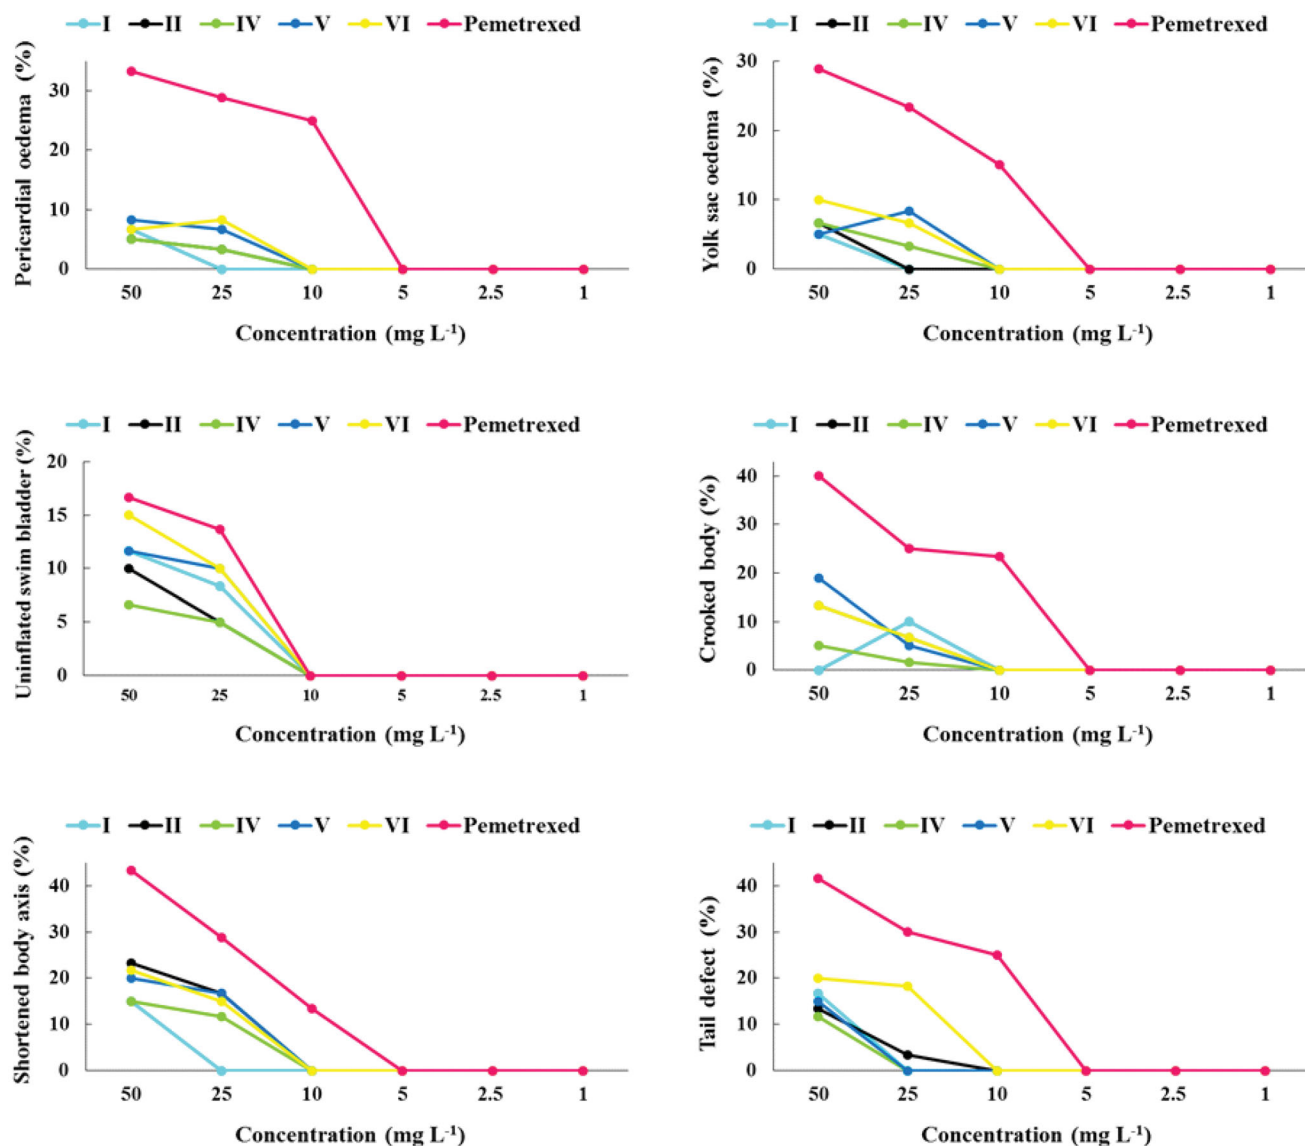 I II IV V VI Pemetrexed
Pericardial oedema (%)
30
20
10
0
50 25 10 5 2.5 1
Concentration (mg L-1)
I II IV V VI Pemetrexed
Yolk sac oedema (%)
30
20
10
0
50 25 10 5 2.5 1
Concentration (mg L-1)
I II IV V VI Pemetrexed
Uninflated swim bladder (%)
20
15
10
5
0
50 25 10 5 2.5 1
Concentration (mg L-1)
I II IV V VI Pemetrexed
Crooked body (%)
40
30
20
10
0
50 25 10 5 2.5 1
Concentration (mg L-1)
I II IV V VI Pemetrexed
Shortened body axis (%)
40
30
20
10
0
50 25 10 5 2.5 1
Concentration (mg L-1)
I II IV V VI Pemetrexed
Tail defect (%)
40
30
20
10
0
50 25 10 5 2.5 1
Concentration (mg L-1)